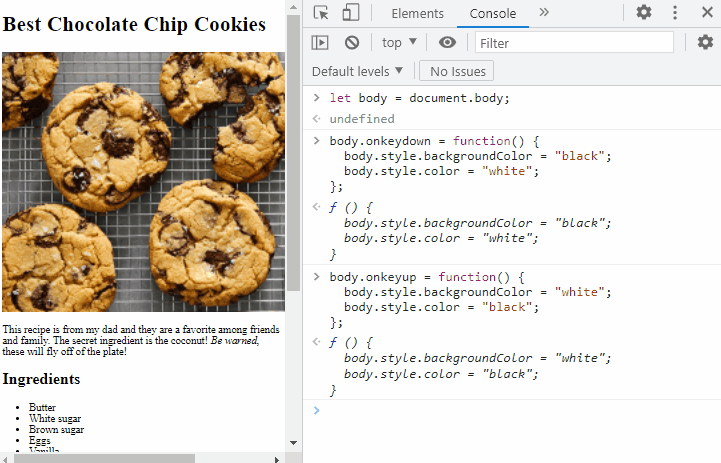 Best Chocolate Chip Cookies
This recipe is from my dad and they are a favorite among friends
and family. The secret ingredient is the coconut! Be warned,
these will fly off of the plate!
Ingredients
Butter
White sugar
Brown sugar
Eggs
Vanilla
Elements
Console
top
Filter
Default levels
No Issues
let body = document.body;
undefined
body.onkeydown = function() {
body.style.backgroundColor = "black";
body.style.color = "white";
};
f () {
body.style.backgroundColor = "black";
body.style.color = "white";
}
body.onkeyup = function() {
body.style.backgroundColor = "white";
body.style.color = "black";
};
f () {
body.style.backgroundColor = "white";
body.style.color = "black";
}